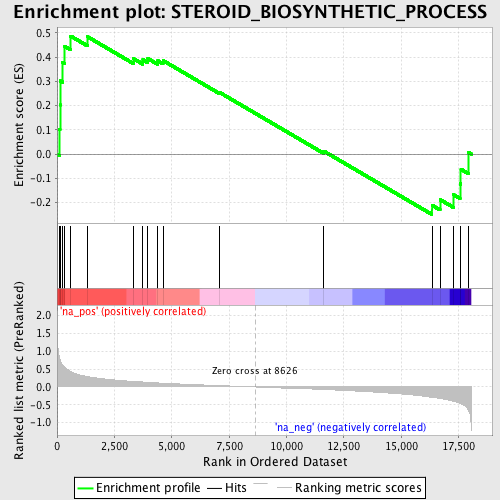 Enrichment plot: STEROID_BIOSYNTHETIC_PROCESS
Enrichment score (ES)
0.5
0.4
0.3
0.2
0.1
0.0
-0.1
-0.2
'na_pos' (positively correlated)
Ranked list metric (PreRanked)
2.0
1.5
1.0
0.5
0.0
-0.5
-1.0
Zero cross at 8626
'na_neg' (negatively correlated)
0 2,500 5,000 7,500 10,000 12,500 15,000 17,500
Rank in Ordered Dataset
Enrichment profile Hits Ranking metric scores